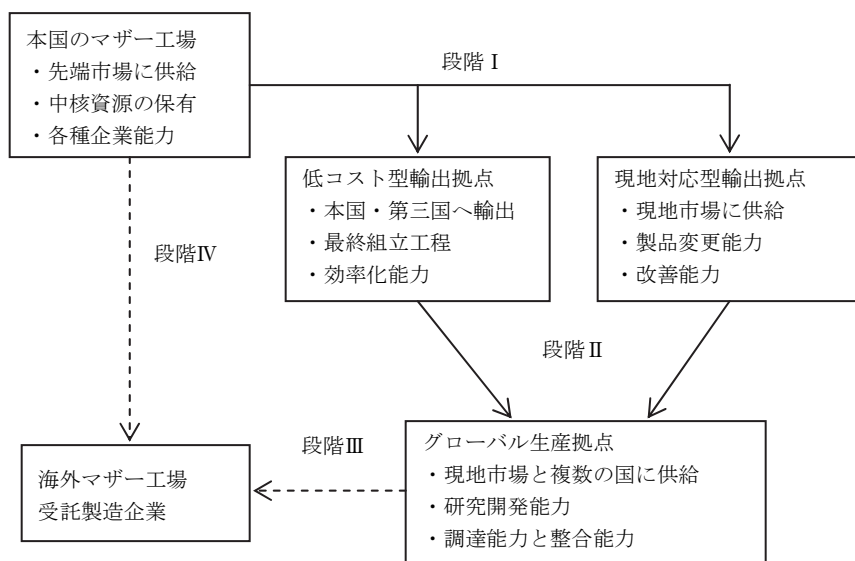 本国のマザー工場
・先端市場に供給
・中核資源の保有
・各種企業能力
段階Ⅰ
低コスト型輸出拠点
・本国・第三国へ輸出
・最終組立工程
・効率化能力
現地対応型輸出拠点
・現地市場に供給
・製品変更能力
・改善能力
段階Ⅳ
段階Ⅱ
グローバル生産拠点
・現地市場と複数の国に供給
・研究開発能力
・調達能力と整合能力
段階Ⅲ
海外マザー工場
受託製造企業